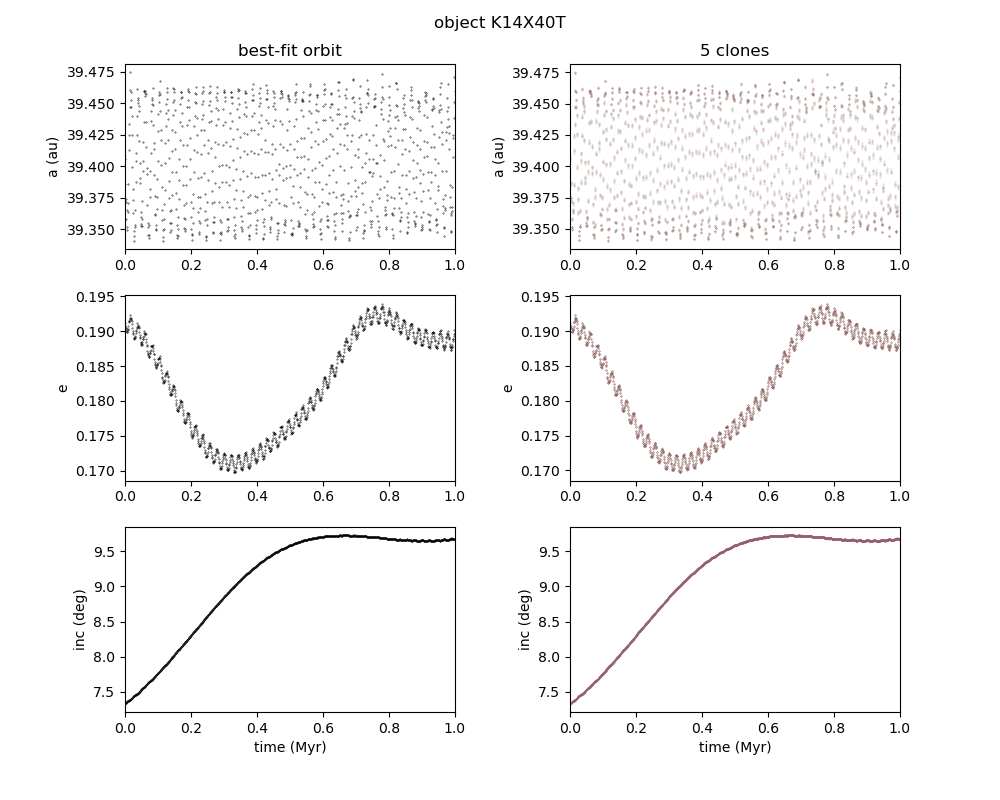 object K14X40T
best-fit orbit
5 clones
a (au)
39.475
39.450
39.425
39.400
39.375
39.350
0.0 0.2 0.4 0.6 0.8 1.0
a (au)
39.475
39.450
39.425
39.400
39.375
39.350
0.0 0.2 0.4 0.6 0.8 1.0
e
0.195
0.190
0.185
0.180
0.175
0.170
0.0 0.2 0.4 0.6 0.8 1.0
e
0.195
0.190
0.185
0.180
0.175
0.170
0.0 0.2 0.4 0.6 0.8 1.0
inc (deg)
9.5
9.0
8.5
8.0
7.5
0.0 0.2 0.4 0.6 0.8 1.0
time (Myr)
inc (deg)
9.5
9.0
8.5
8.0
7.5
0.0 0.2 0.4 0.6 0.8 1.0
time (Myr)